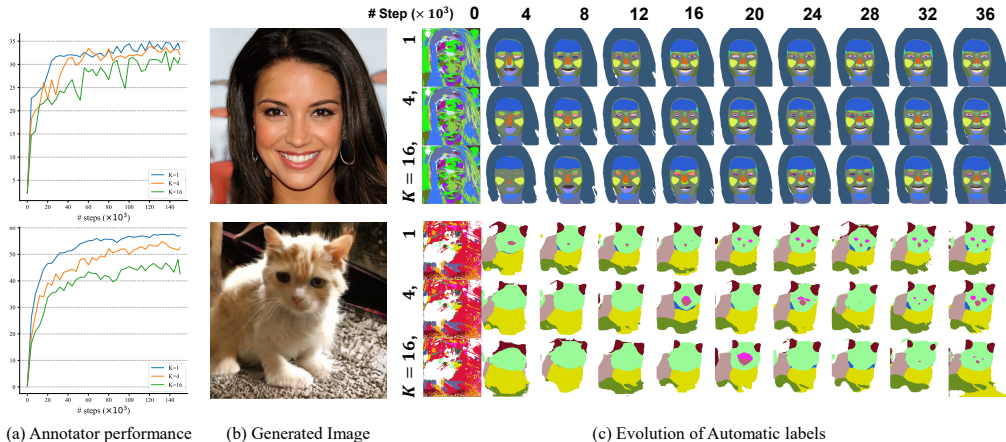 # Step (× 10³) 0 4 8 12 16 20 24 28 32 36
35
30
25
20
15
10
5
K=1
K=4
K=16
0 20 40 60 80 100 120 140
# steps (×10³)
K = 16, 4, 1
60
50
40
30
20
10
0
K=1
K=4
K=16
0 20 40 60 80 100 120 140
# steps (×10³)
K = 16, 4, 1
(a) Annotator performance (b) Generated Image (c) Evolution of Automatic labels